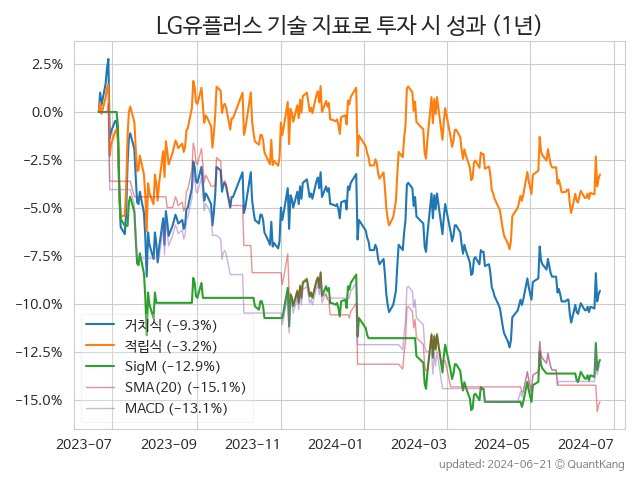 LG유플러스 기술 지표로 투자 시 성과 (1년)
2.5%
0.0%
−2.5%
−5.0%
−7.5%
−10.0%
−12.5%
−15.0%
거치식 (−9.3%)
적립식 (−3.2%)
SigM (−12.9%)
SMA(20) (−15.1%)
MACD (−13.1%)
2023-07 2023-09 2023-11 2024-01 2024-03 2024-05 2024-07
updated: 2024-06-21 © QuantKang